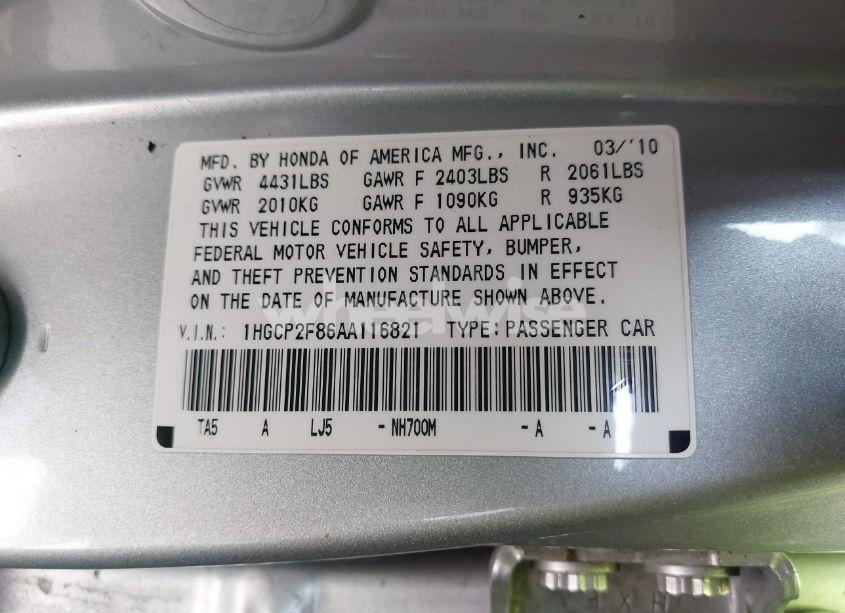 MFD. BY HONDA OF AMERICA MFG., INC. 03/'10
GVWR 4431LBS GAWR F 2403LBS R 2061LBS
GVWR 2010KG GAWR F 1090KG R 935KG
THIS VEHICLE CONFORMS TO ALL APPLICABLE
FEDERAL MOTOR VEHICLE SAFETY, BUMPER,
AND THEFT PREVENTION STANDARDS IN EFFECT
ON THE DATE OF MANUFACTURE SHOWN ABOVE.
wheelwise
V.I.N.: 1HGCP2F86AA116821 TYPE: PASSENGER CAR
TA5 A LJ5 - NH700M - A - A